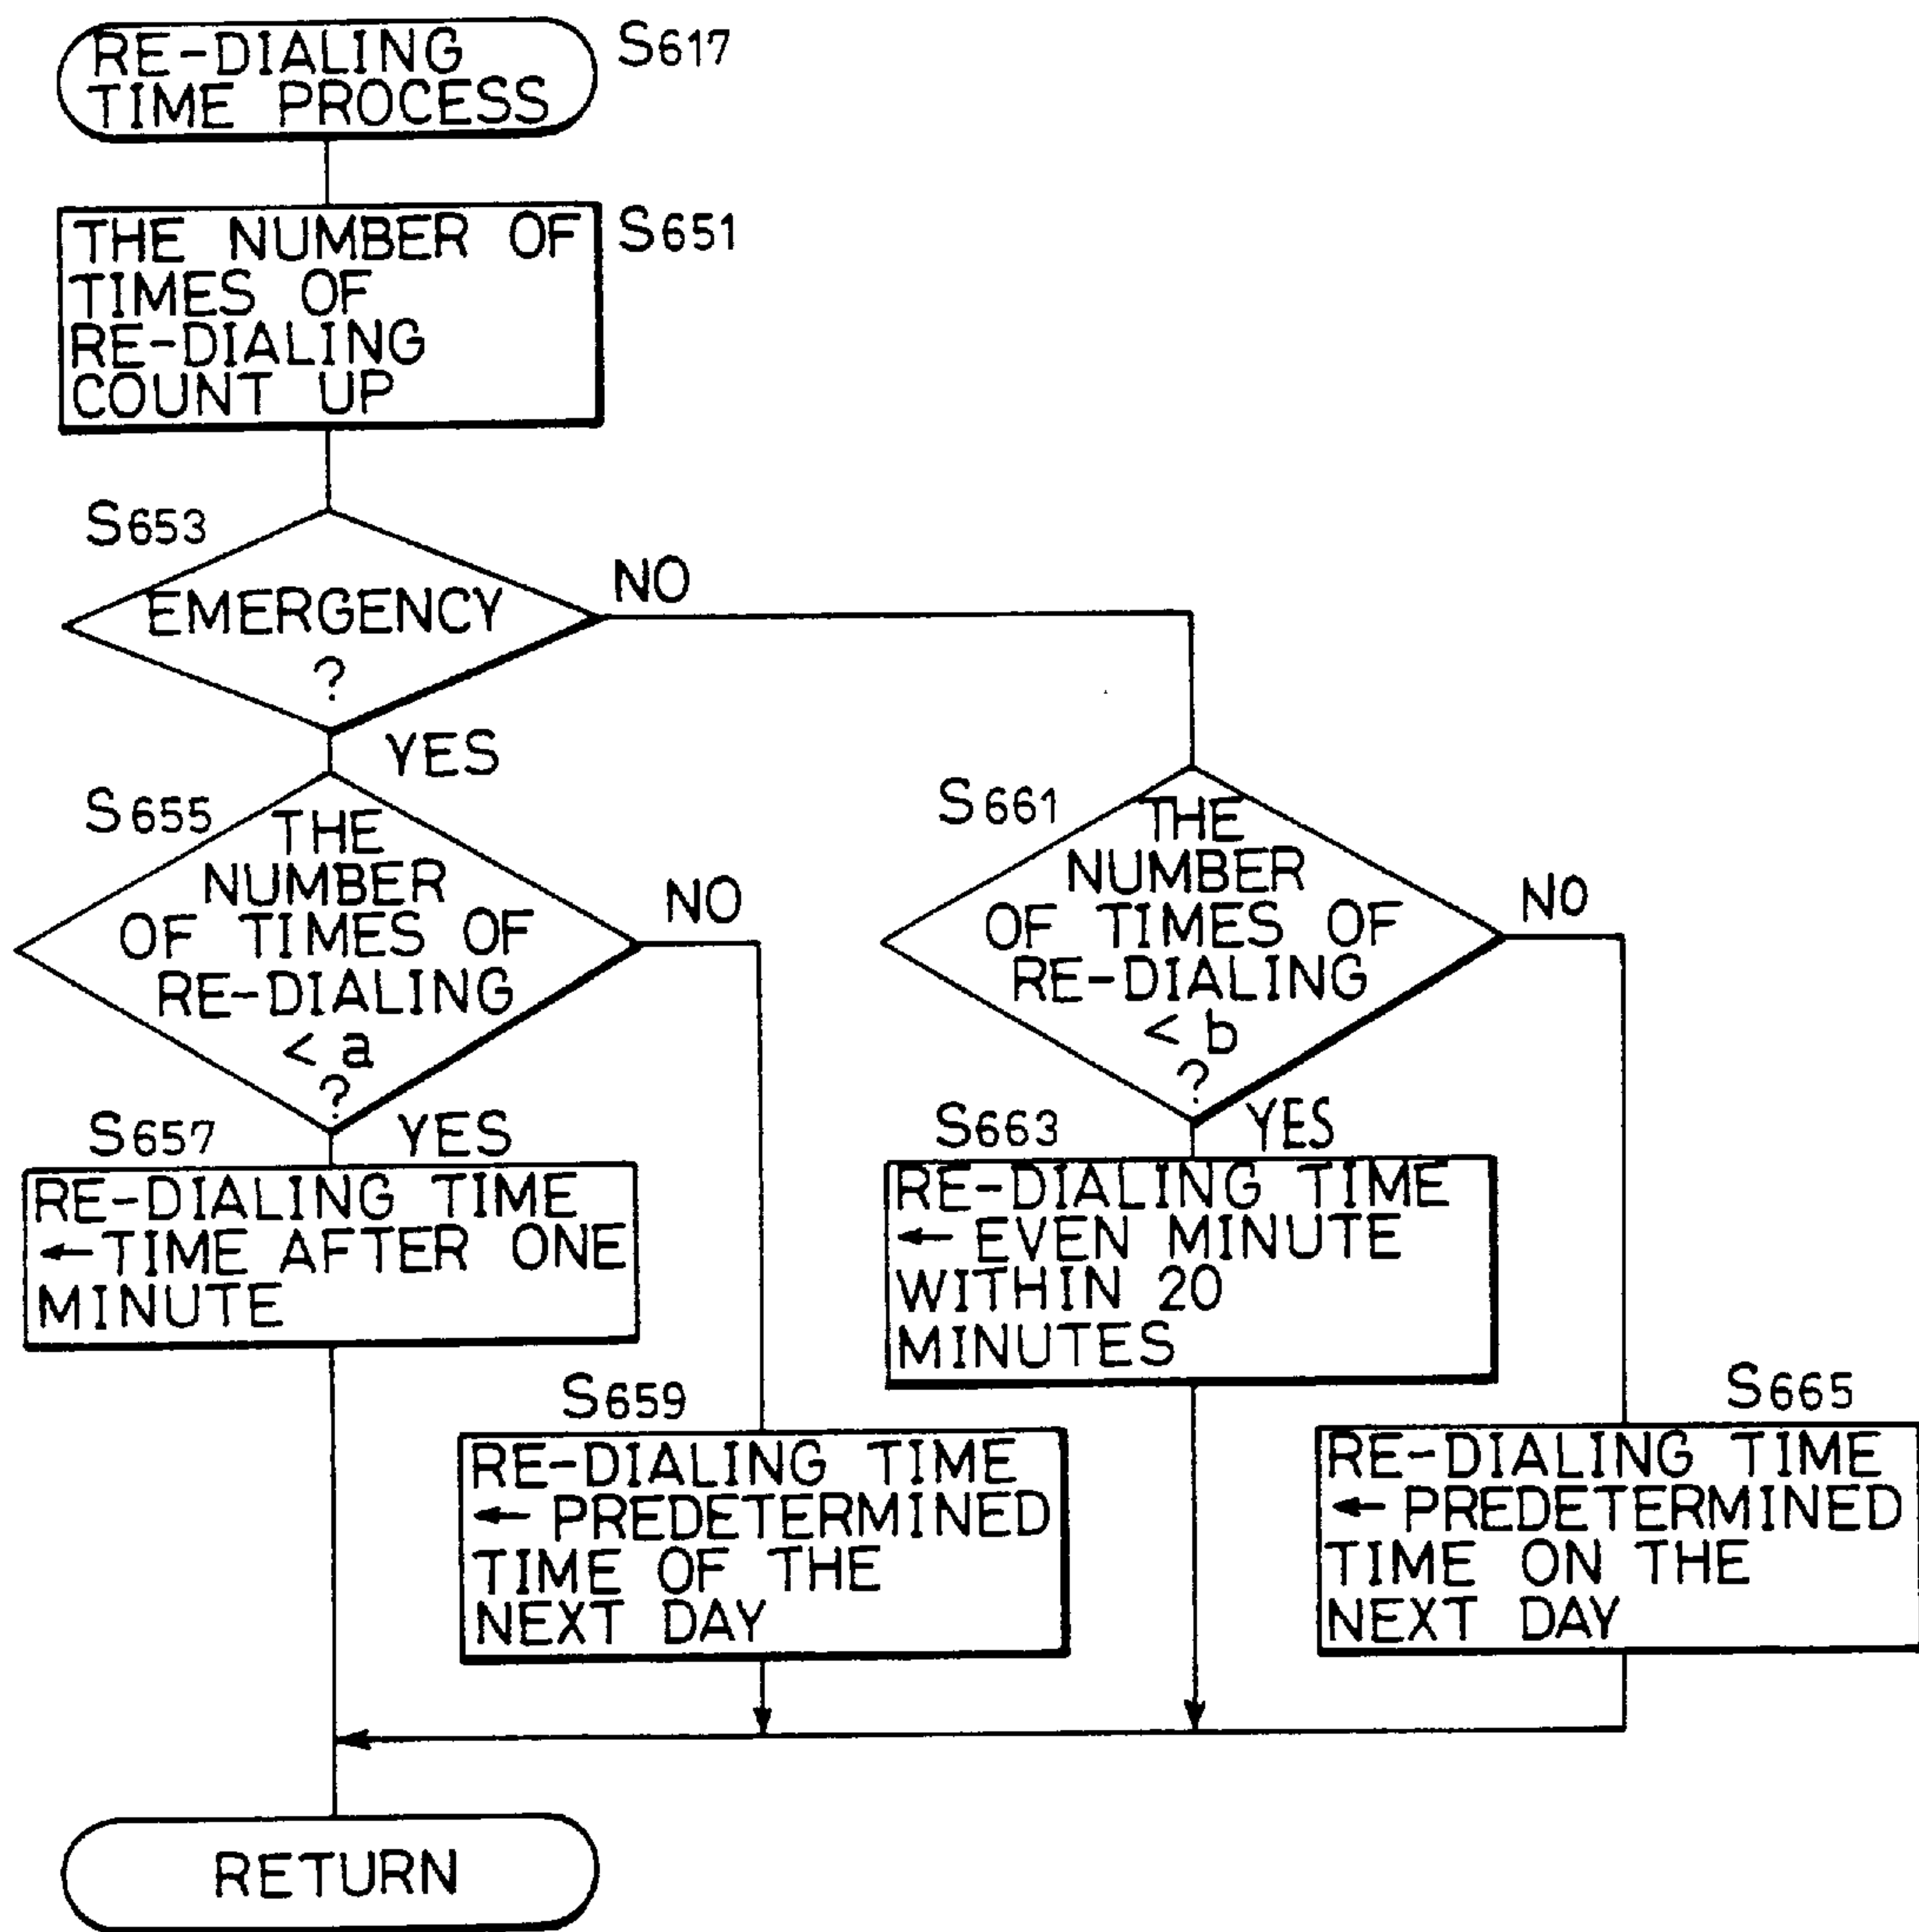 RE-DIALING
TIME PROCESS
S617
THE NUMBER OF
TIMES OF
RE-DIALING
COUNT UP
S651
S653
EMERGENCY
?
NO
YES
S655
THE
NUMBER
OF TIMES OF
RE-DIALING
< a
?
NO
YES
S661
THE
NUMBER
OF TIMES OF
RE-DIALING
< b
?
NO
YES
S657
RE-DIALING TIME
← TIME AFTER ONE
MINUTE
S663
RE-DIALING TIME
← EVEN MINUTE
WITHIN 20
MINUTES
S659
RE-DIALING TIME
← PREDETERMINED
TIME OF THE
NEXT DAY
S665
RE-DIALING TIME
← PREDETERMINED
TIME ON THE
NEXT DAY
RETURN